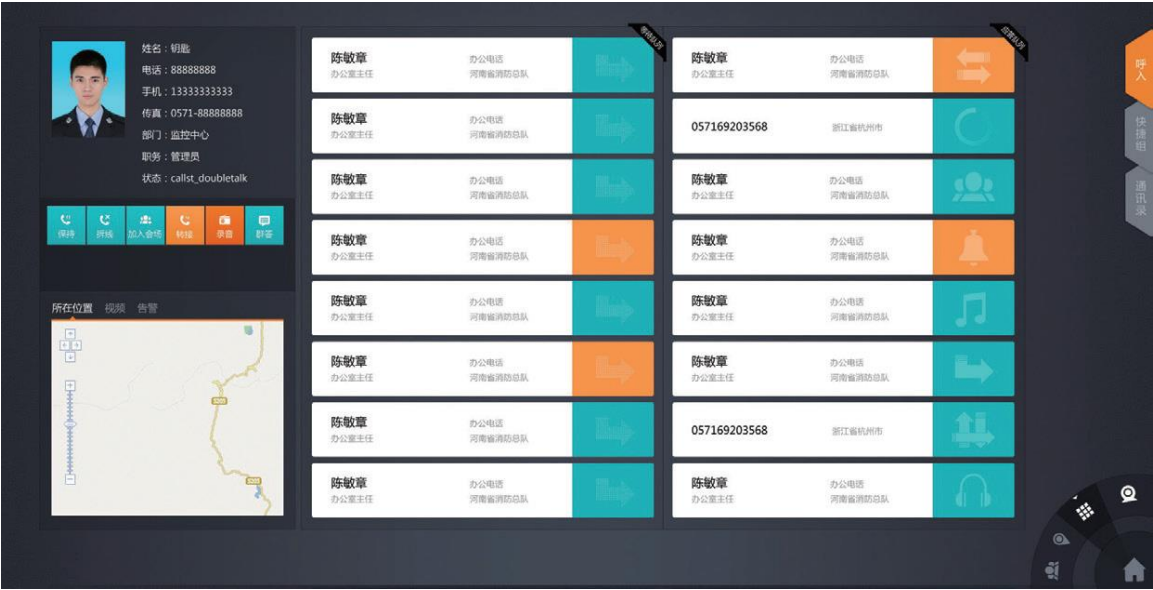 姓名：钥匙
电话：88888888
手机：13333333333
传真：0571-88888888
部门：监控中心
职务：管理员
状态：callst_doubletalk
保持
拆线
加入会场
转接
录音
群答
所在位置 视频 告警
S205
S205
等待队列
陈敏章 办公电话
办公室主任 河南省消防总队
陈敏章 办公电话
办公室主任 河南省消防总队
陈敏章 办公电话
办公室主任 河南省消防总队
陈敏章 办公电话
办公室主任 河南省消防总队
陈敏章 办公电话
办公室主任 河南省消防总队
陈敏章 办公电话
办公室主任 河南省消防总队
陈敏章 办公电话
办公室主任 河南省消防总队
陈敏章 办公电话
办公室主任 河南省消防总队
应答队列
陈敏章 办公电话
办公室主任 河南省消防总队
057169203568 浙江省杭州市
陈敏章 办公电话
办公室主任 河南省消防总队
陈敏章 办公电话
办公室主任 河南省消防总队
陈敏章 办公电话
办公室主任 河南省消防总队
陈敏章 办公电话
办公室主任 河南省消防总队
057169203568 浙江省杭州市
陈敏章 办公电话
办公室主任 河南省消防总队
呼入
快捷组
通讯录